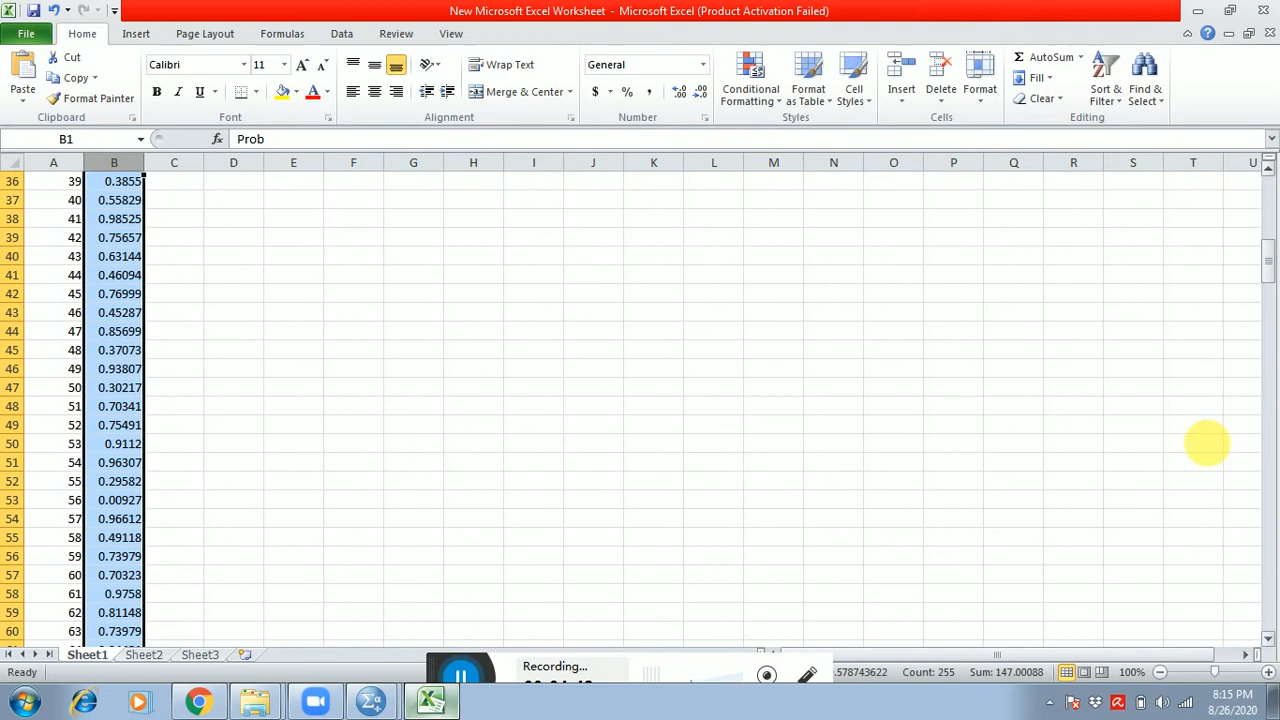 New Microsoft Excel Worksheet - Microsoft Excel (Product Activation Failed)
File Home Insert Page Layout Formulas Data Review View
Paste
Cut
Copy
Format Painter
Clipboard
Calibri 11
B I U
Font
Wrap Text
Merge & Center
Alignment
General
$ % ,
Number
Conditional Formatting
Format as Table
Cell Styles
Styles
Insert Delete Format
Cells
AutoSum
Fill
Clear
Sort & Filter
Find & Select
Editing
B1 fx Prob
A B C D E F G H I J K L M N O P Q R S T U
36 39 0.3855
37 40 0.55829
38 41 0.98525
39 42 0.75657
40 43 0.63144
41 44 0.46094
42 45 0.76999
43 46 0.45287
44 47 0.85699
45 48 0.37073
46 49 0.93807
47 50 0.30217
48 51 0.70341
49 52 0.75491
50 53 0.9112
51 54 0.96307
52 55 0.29582
53 56 0.00927
54 57 0.96612
55 58 0.49118
56 59 0.73979
57 60 0.70323
58 61 0.9758
59 62 0.81148
60 63 0.73979
Sheet1 Sheet2 Sheet3
Recording...
Ready .578743622 Count: 255 Sum: 147.00088 100%
8:15 PM
8/26/2020